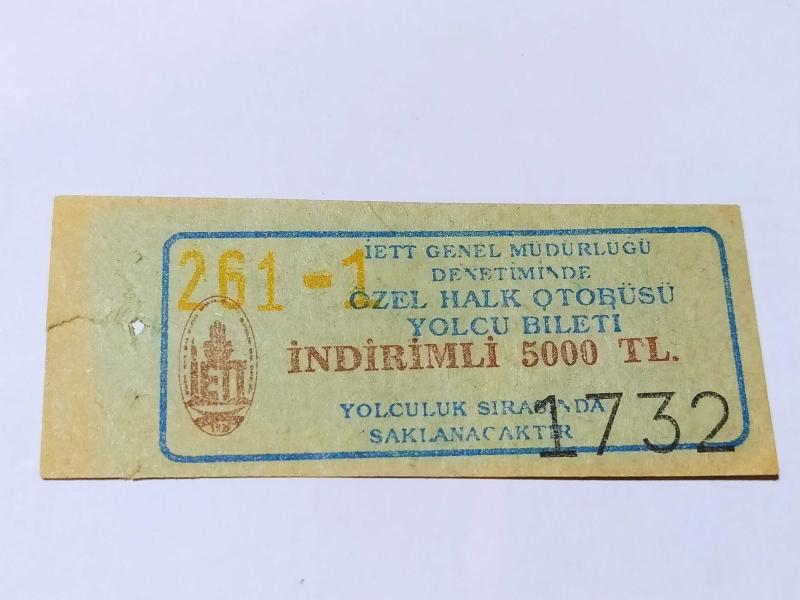 261-1
İETT GENEL MÜDÜRLÜĞÜ
DENETİMİNDE
ÖZEL HALK OTOBÜSÜ
YOLCU BİLETİ
İNDİRİMLİ 5000 TL.
İETT
YOLCULUK SIRASINDA
SAKLANACAKTIR
1732